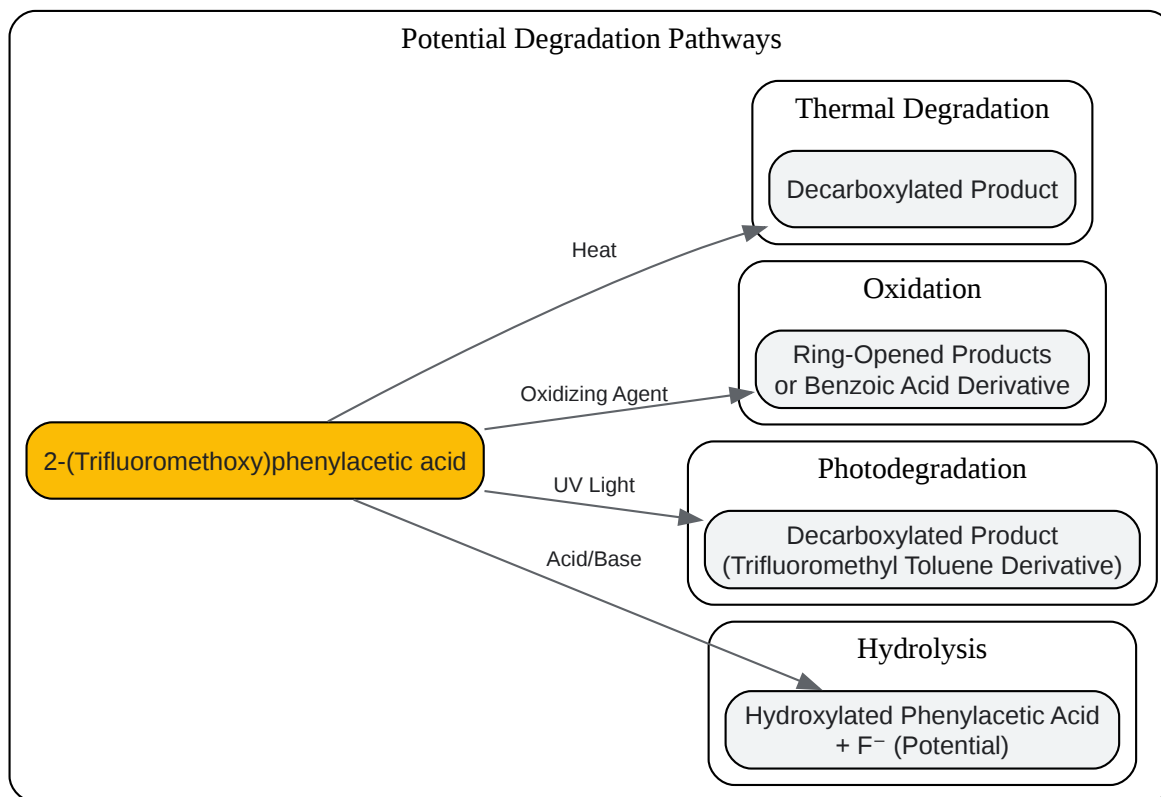 Potential Degradation Pathways
Thermal Degradation
Decarboxylated Product
Heat
Oxidation
Ring-Opened Products
or Benzoic Acid Derivative
Oxidizing Agent
2-(Trifluoromethoxy)phenylacetic acid
Photodegradation
UV Light
Decarboxylated Product
(Trifluoromethyl Toluene Derivative)
Acid/Base
Hydrolysis
Hydroxylated Phenylacetic Acid
+ F⁻ (Potential)